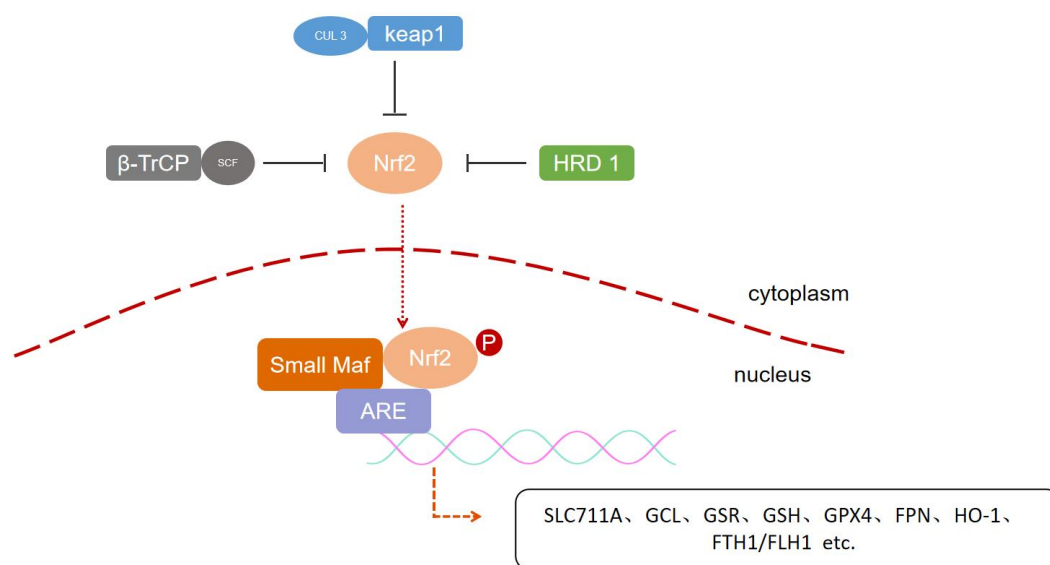 CUL 3 keap1
β-TrCP SCF Nrf2 HRD 1
cytoplasm
nucleus
Small Maf Nrf2 P
ARE
SLC711A、GCL、GSR、GSH、GPX4、FPN、HO-1、
FTH1/FLH1 etc.